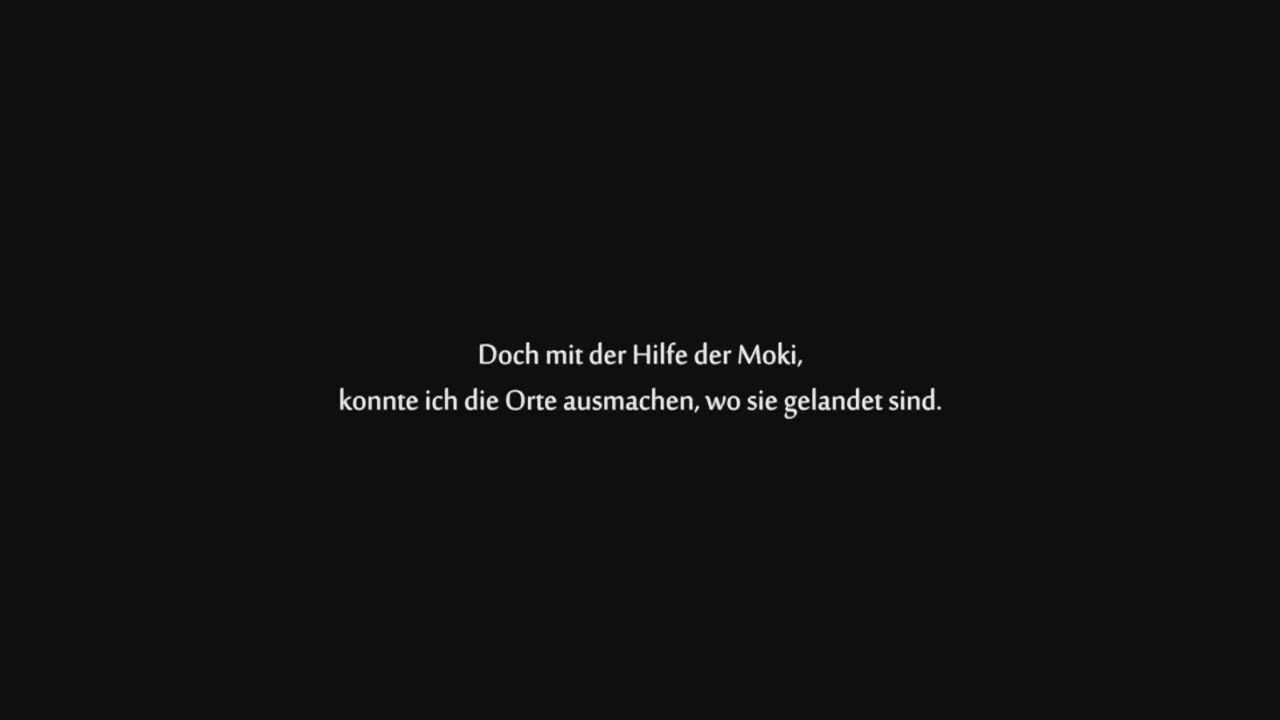 Doch mit der Hilfe der Moki,
konnte ich die Orte ausmachen, wo sie gelandet sind.